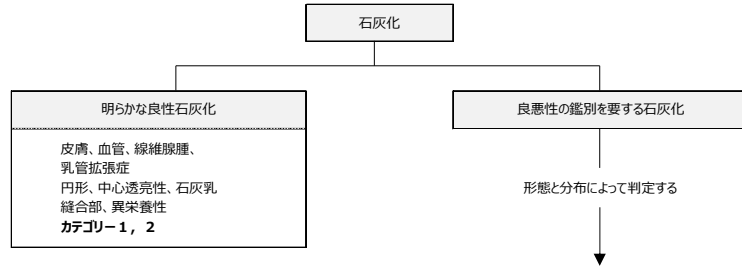 石灰化
明らかな良性石灰化
良悪性の鑑別を要する石灰化
皮膚、血管、線維腺腫、
乳管拡張症
円形、中心透亮性、石灰乳
縫合部、異栄養性
カテゴリー１，２
形態と分布によって判定する